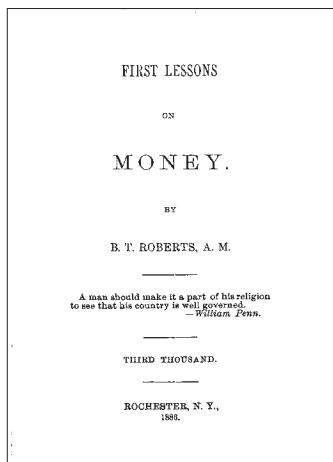 FIRST LESSONS
ON
MONEY.
BY
B. T. ROBERTS, A. M.
A man should make it a part of his religion
to see that his country is well governed.
—William Penn.
THIRD THOUSAND.
ROCHESTER, N. Y.,
1886.